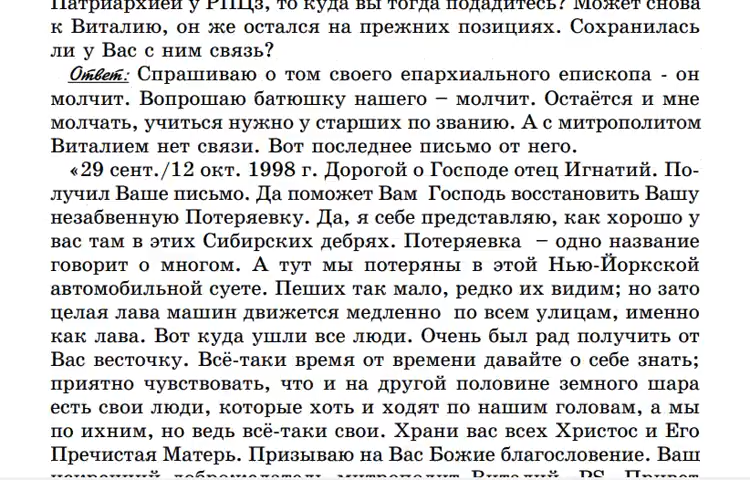 Патриархией у РПЦз, то куда вы тогда подадитесь? Может снова
к Виталию, он же остался на прежних позициях. Сохранилась
ли у Вас с ним связь?
Ответ: Спрашиваю о том своего епархиального епископа - он
молчит. Вопрошаю батюшку нашего – молчит. Остаётся и мне
молчать, учиться нужно у старших по званию. А с митрополитом
Виталием нет связи. Вот последнее письмо от него.
«29 сент./12 окт. 1998 г. Дорогой о Господе отец Игнатий. По-
лучил Ваше письмо. Да поможет Вам Господь восстановить Вашу
незабвенную Потеряевку. Да, я себе представляю, как хорошо у
вас там в этих Сибирских дебрях. Потеряевка – одно название
говорит о многом. А тут мы потеряны в этой Нью-Йоркской
автомобильной суете. Пеших так мало, редко их видим; но зато
целая лава машин движется медленно по всем улицам, именно
как лава. Вот куда ушли все люди. Очень был рад получить от
Вас весточку. Всё-таки время от времени давайте о себе знать;
приятно чувствовать, что и на другой половине земного шара
есть свои люди, которые хоть и ходят по нашим головам, а мы
по ихним, но ведь всё-таки свои. Храни вас всех Христос и Его
Пречистая Матерь. Призываю на Вас Божие благословение. Ваш
искренний доброжелатель митрополит Виталий. PS. Привет